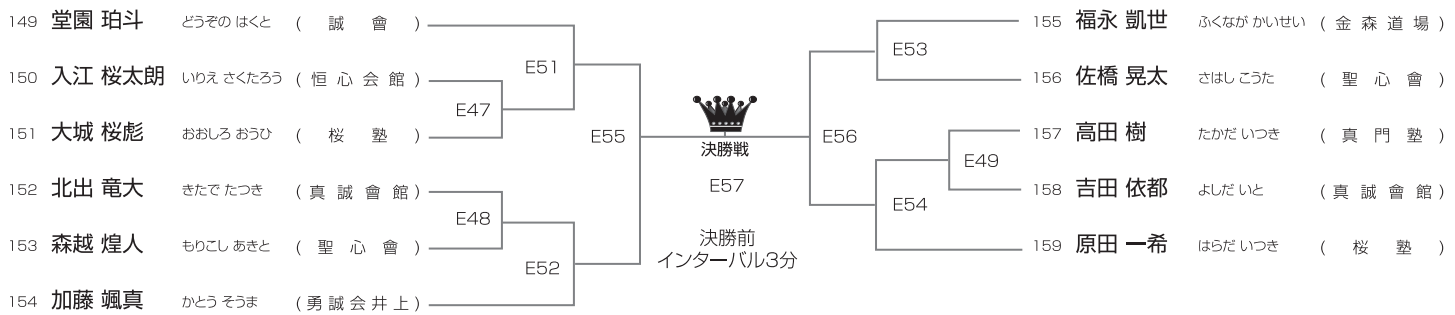 149 堂園 珀斗 どうぞの はくと (誠會)
150 入江 桜太朗 いりえ さくたろう (恒心会館)
151 大城 桜彪 おおしろ おうひ (桜塾)
152 北出 竜大 きたで たつき (真誠會館)
153 森越 煌人 もりこし あきと (聖心會)
154 加藤 颯真 かとう そうま (勇誠会井上)
E51
E47
E48
E52
E55
決勝戦
E57
決勝前
インターバル3分
E56
E53
E49
E54
155 福永 凱世 ふくなが かいせい (金森道場)
156 佐橋 晃太 さはし こうた (聖心會)
157 高田 樹 たかだ いつき (真門塾)
158 吉田 依都 よしだ いと (真誠會館)
159 原田 一希 はらだ いつき (桜塾)